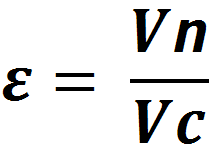 ε = Vn / Vc